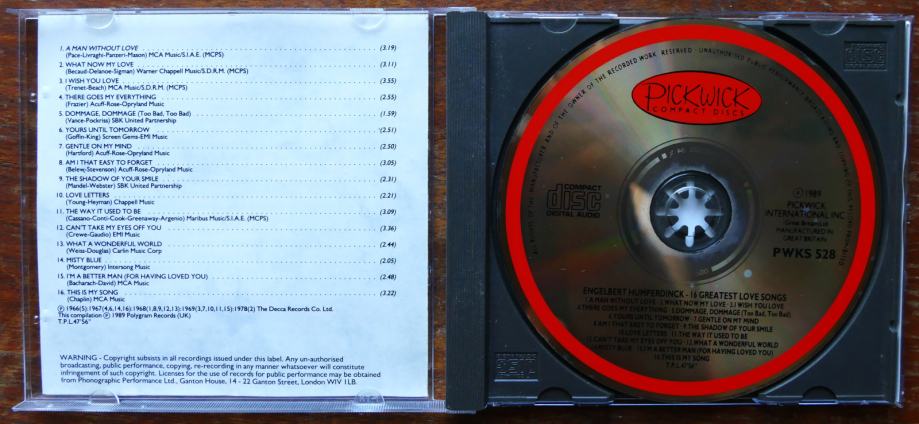 1. A MAN WITHOUT LOVE (3.19)
(Pace-Livraghi-Panzeri-Mason) MCA Music/S.I.A.E. (MCPS)
2. WHAT NOW MY LOVE (3.11)
(Becaud-Delanoe-Sigman) Warner Chappell Music/S.D.R.M. (MCPS)
3. I WISH YOU LOVE (3.55)
(Trenet-Beach) MCA Music/S.D.R.M. (MCPS)
4. THERE GOES MY EVERYTHING (2.55)
(Frazier) Acuff-Rose-Opryland Music
5. DOMMAGE, DOMMAGE (Too Bad, Too Bad) (1.59)
(Vance-Pockriss) SBK United Partnership
6. YOURS UNTIL TOMORROW (2.51)
(Goffin-King) Screen Gems-EMI Music
7. GENTLE ON MY MIND (2.50)
(Hartford) Acuff-Rose-Opryland Music
8. AM I THAT EASY TO FORGET (3.05)
(Belew-Stevenson) Acuff-Rose-Opryland Music
9. THE SHADOW OF YOUR SMILE (2.31)
(Mandel-Webster) SBK United Partnership
10. LOVE LETTERS (2.21)
(Young-Heyman) Chappell Music
11. THE WAY IT USED TO BE (3.09)
(Cassano-Conti-Cook-Greenaway-Argenio) Maribus Music/S.I.A.E. (MCPS)
12. CAN'T TAKE MY EYES OFF YOU (3.36)
(Crewe-Gaudio) EMI Music
13. WHAT A WONDERFUL WORLD (2.44)
(Weiss-Douglas) Carlin Music Corp
14. MISTY BLUE (2.05)
(Montgomery) Intersong Music
15. I'M A BETTER MAN (FOR HAVING LOVED YOU) (2.48)
(Bacharach-David) MCA Music
16. THIS IS MY SONG (3.22)
(Chaplin) MCA Music
℗ 1966(5):1967(4,6,14,16):1968(1,8,9,12,13):1969(3,7,10,11,15):1978(2) The Decca Records Co. Ltd.
This compilation ℗ 1989 Polygram Records (UK)
T.P.L.47'56"
WARNING - Copyright subsists in all recordings issued under this label. Any un-authorised
broadcasting, public performance, copying, re-recording in any manner whatsoever will constitute
infringement of such copyright. Licenses for the use of records for public performance may be obtained
from Phonographic Performance Ltd., Ganton House, 14 - 22 Ganton Street, London W1V 1LB.
PICKWICK
COMPACT DISCS
COMPACT
disc
DIGITAL AUDIO
℗ 1989
PICKWICK
INTERNATIONAL INC
Great Britain Ltd
MANUFACTURED IN
GREAT BRITAIN
PWKS 528
ENGELBERT HUMPERDINCK - 16 GREATEST LOVE SONGS
1.A MAN WITHOUT LOVE · 2.WHAT NOW MY LOVE · 3.I WISH YOU LOVE
4.THERE GOES MY EVERYTHING · 5.DOMMAGE, DOMMAGE (Too Bad, Too Bad)
6.YOURS UNTIL TOMORROW · 7.GENTLE ON MY MIND
8.AM I THAT EASY TO FORGET · 9.THE SHADOW OF YOUR SMILE
10.LOVE LETTERS · 11.THE WAY IT USED TO BE
12.CAN'T TAKE MY EYES OFF YOU · 13.WHAT A WONDERFUL WORLD
14.MISTY BLUE · 15.I'M A BETTER MAN (FOR HAVING LOVED YOU)
16.THIS IS MY SONG
T.P.L.47'56"